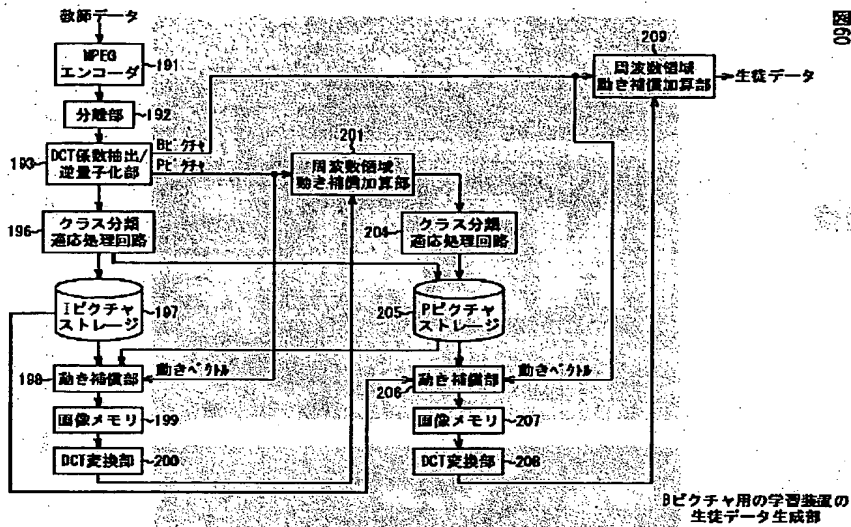 図60
教師データ
MPEG
エンコーダ
191
分離部
192
193
DCT係数抽出/
逆量子化部
Bピクチャ
Pピクチャ
201
周波数領域
動き補償加算部
209
周波数領域
動き補償加算部
生徒データ
196
クラス分類
適応処理回路
204
クラス分類
適応処理回路
Iピクチャ
ストレージ
197
205
Pピクチャ
ストレージ
198
動き補償部
動きベクトル
206
動き補償部
動きベクトル
画像メモリ
199
画像メモリ
207
DCT変換部
200
DCT変換部
208
Bピクチャ用の学習装置の
生徒データ生成部